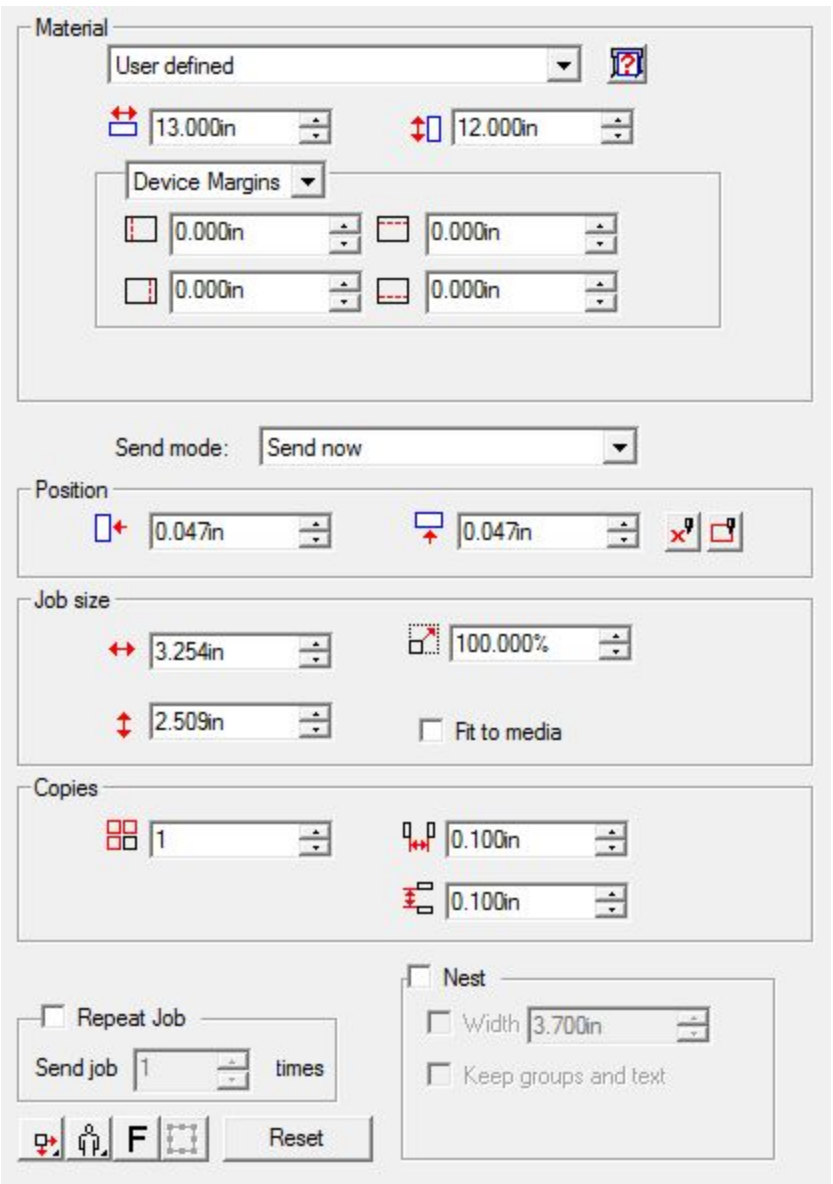 Material
User defined
13.000in 12.000in
Device Margins
0.000in 0.000in
0.000in 0.000in
Send mode: Send now
Position
0.047in 0.047in
Job size
3.254in 100.000%
2.509in Fit to media
Copies
1 0.100in
0.100in
Nest
Repeat Job Width 3.700in
Send job 1 times Keep groups and text
F Reset